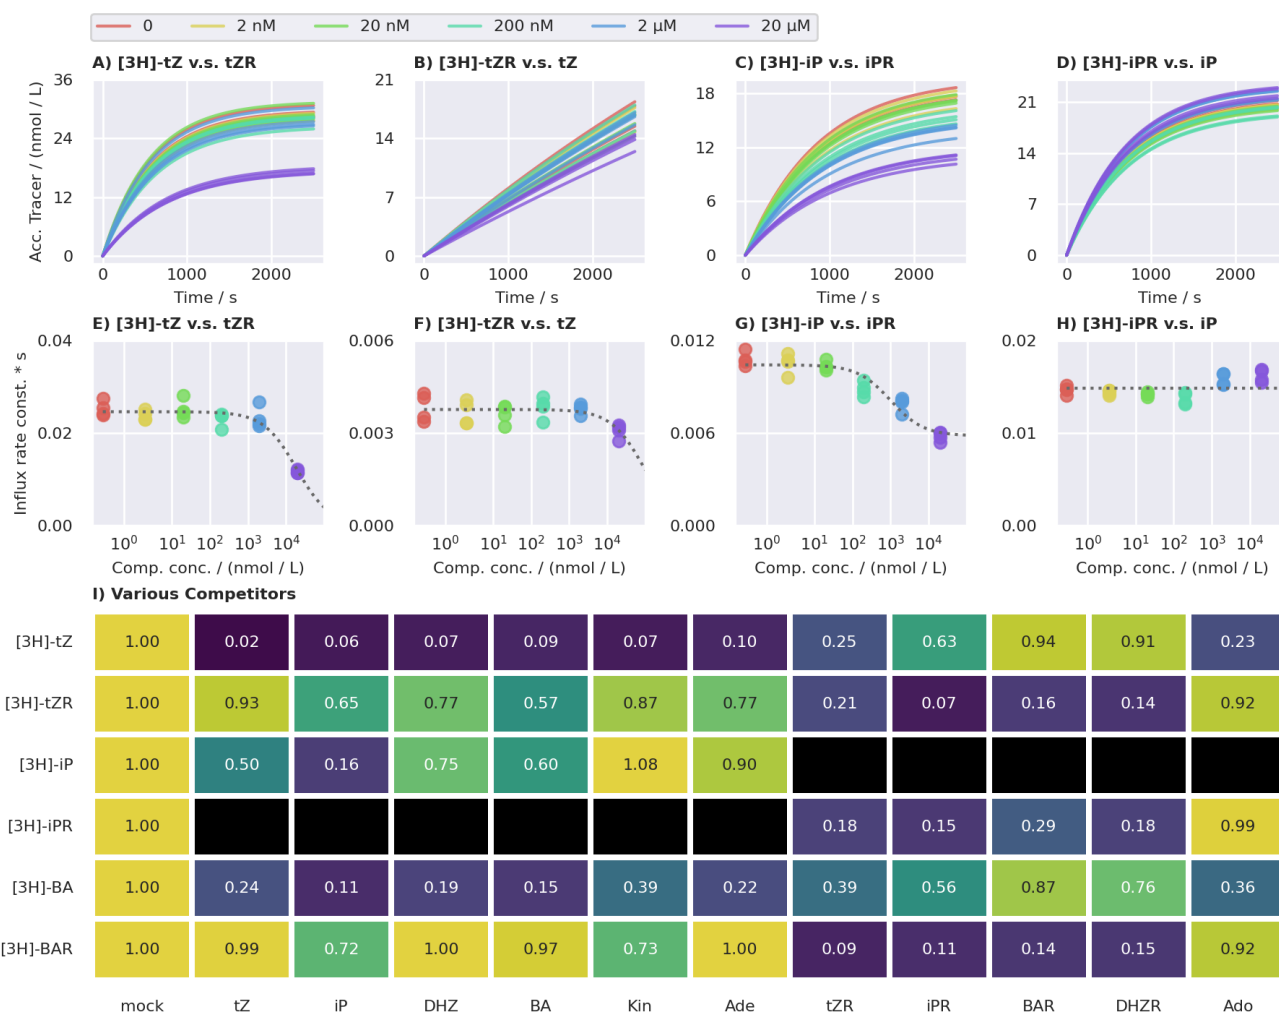 0 2 nM 20 nM 200 nM 2 µM 20 µM
A) [3H]-tZ v.s. tZR B) [3H]-tZR v.s. tZ C) [3H]-iP v.s. iPR D) [3H]-iPR v.s. iP
Acc. Tracer / (nmol / L)
36
24
12
0
0 1000 2000
Time / s
21
14
7
0
0 1000 2000
Time / s
18
12
6
0
0 1000 2000
Time / s
21
14
7
0
0 1000 2000
Time / s
E) [3H]-tZ v.s. tZR F) [3H]-tZR v.s. tZ G) [3H]-iP v.s. iPR H) [3H]-iPR v.s. iP
Influx rate const. * s
0.04
0.02
0.00
10⁰ 10¹ 10² 10³ 10⁴
Comp. conc. / (nmol / L)
0.006
0.003
0.000
10⁰ 10¹ 10² 10³ 10⁴
Comp. conc. / (nmol / L)
0.012
0.006
0.000
10⁰ 10¹ 10² 10³ 10⁴
Comp. conc. / (nmol / L)
0.02
0.01
0.00
10⁰ 10¹ 10² 10³ 10⁴
Comp. conc. / (nmol / L)
I) Various Competitors
[3H]-tZ 1.00 0.02 0.06 0.07 0.09 0.07 0.10 0.25 0.63 0.94 0.91 0.23
[3H]-tZR 1.00 0.93 0.65 0.77 0.57 0.87 0.77 0.21 0.07 0.16 0.14 0.92
[3H]-iP 1.00 0.50 0.16 0.75 0.60 1.08 0.90
[3H]-iPR 1.00 0.18 0.15 0.29 0.18 0.99
[3H]-BA 1.00 0.24 0.11 0.19 0.15 0.39 0.22 0.39 0.56 0.87 0.76 0.36
[3H]-BAR 1.00 0.99 0.72 1.00 0.97 0.73 1.00 0.09 0.11 0.14 0.15 0.92
mock tZ iP DHZ BA Kin Ade tZR iPR BAR DHZR Ado